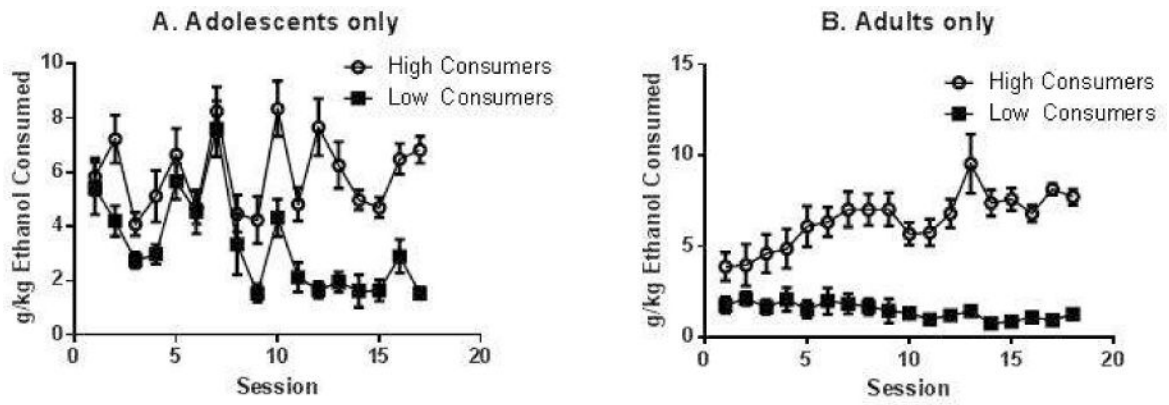 A. Adolescents only
10
8
6
4
2
0
0 5 10 15 20
g/kg Ethanol Consumed
Session
High Consumers
Low Consumers
B. Adults only
15
10
5
0
0 5 10 15 20
g/kg Ethanol Consumed
Session
High Consumers
Low Consumers